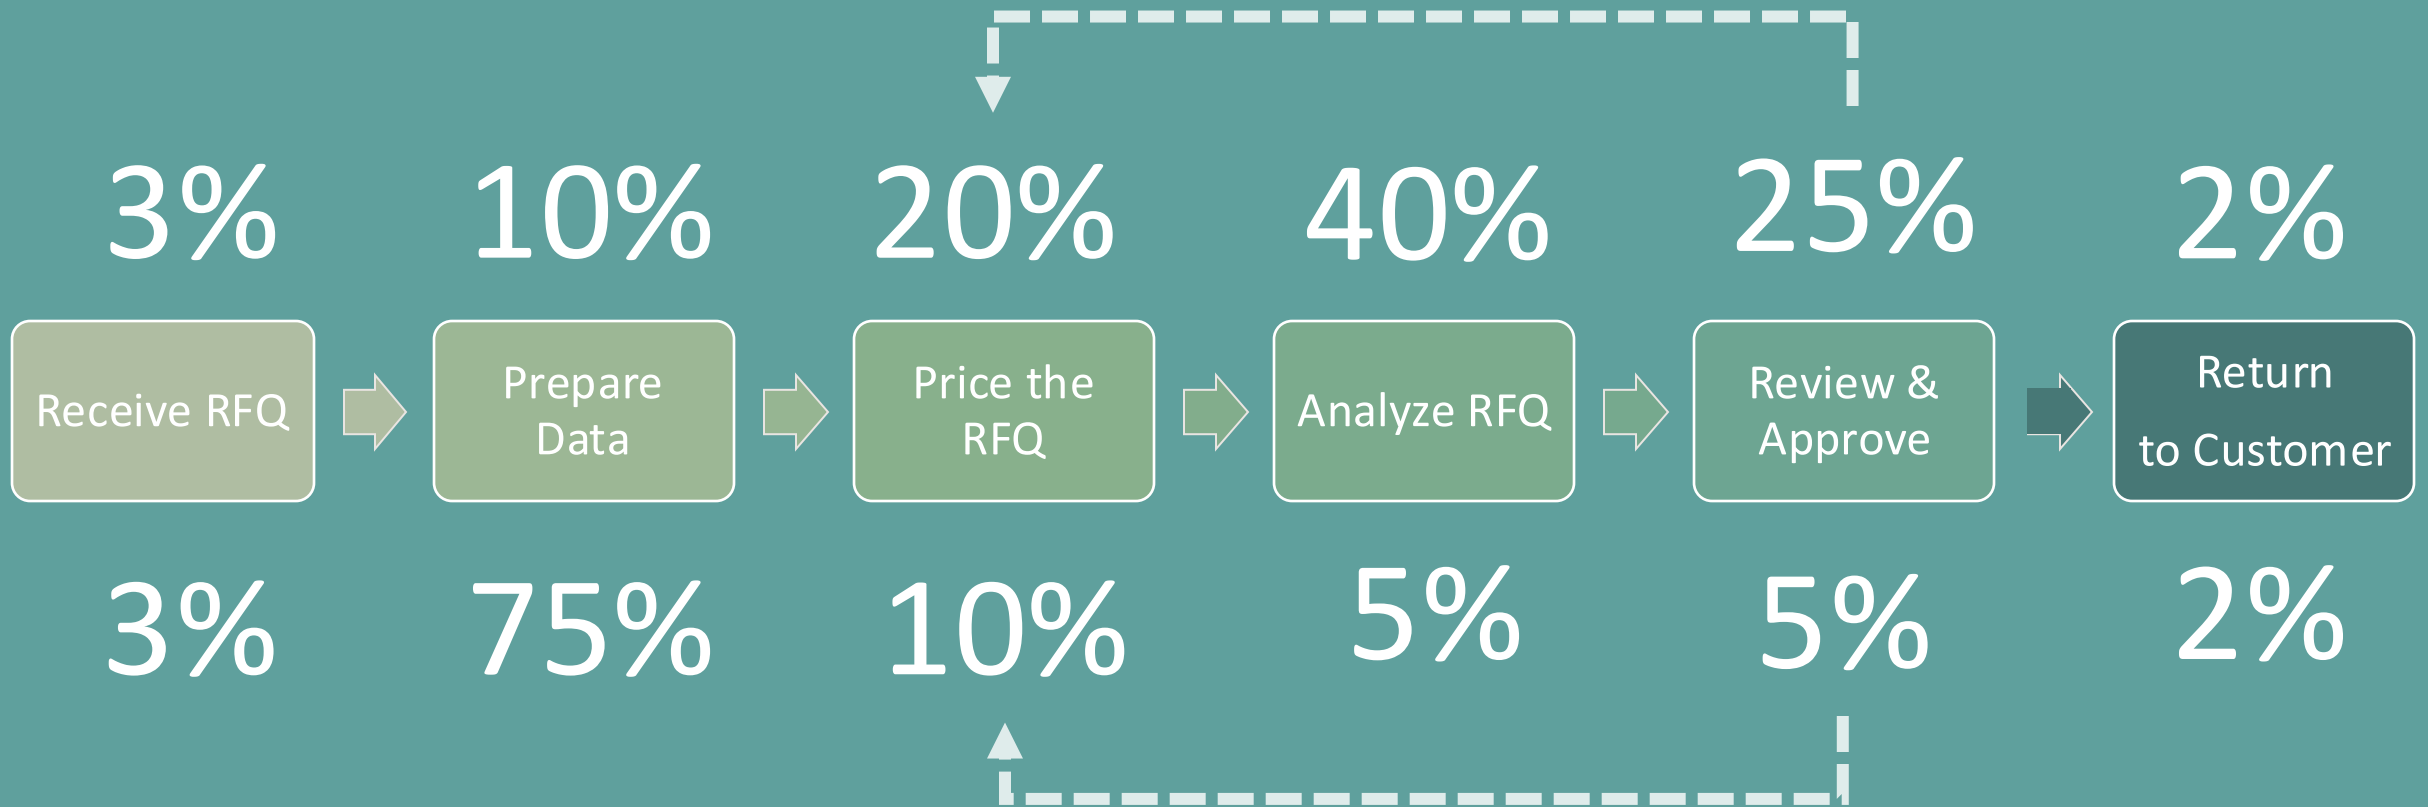 3% 10% 20% 40% 25% 2%
Receive RFQ
Prepare
Data
Price the
RFQ
Analyze RFQ
Review &
Approve
Return
to Customer
3% 75% 10% 5% 5% 2%